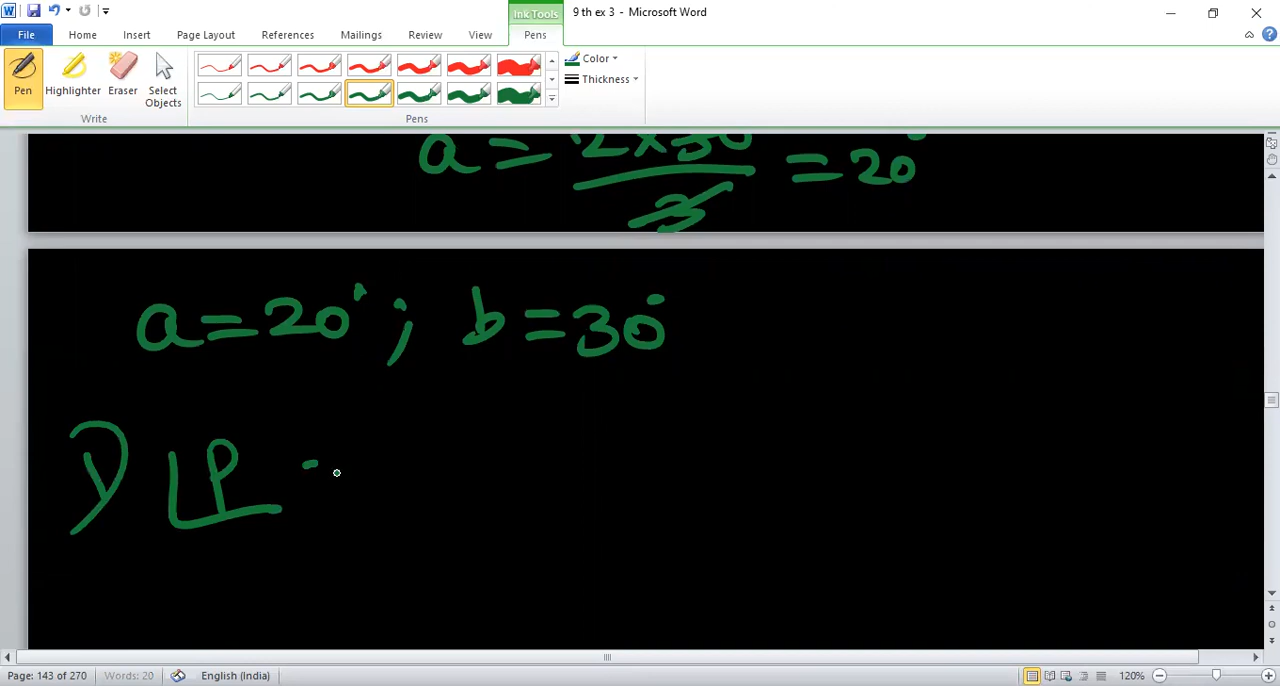 9 th ex 3 - Microsoft Word
Ink Tools
File Home Insert Page Layout References Mailings Review View Pens
Pen Highlighter Eraser Select Objects
Color
Thickness
Write
Pens
a = 2x30 / 3 = 20°
a = 20° ; b = 30°
) ∠P =
Page: 143 of 270 Words: 20 English (India) 120%